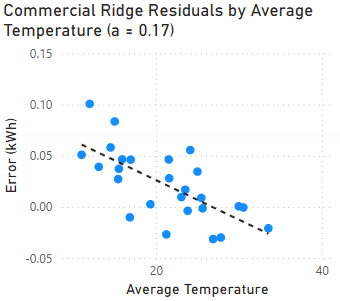 Commercial Ridge Residuals by Average
Temperature (a = 0.17)
0.15
0.10
0.05
0.00
-0.05
Error (kWh)
20
40
Average Temperature